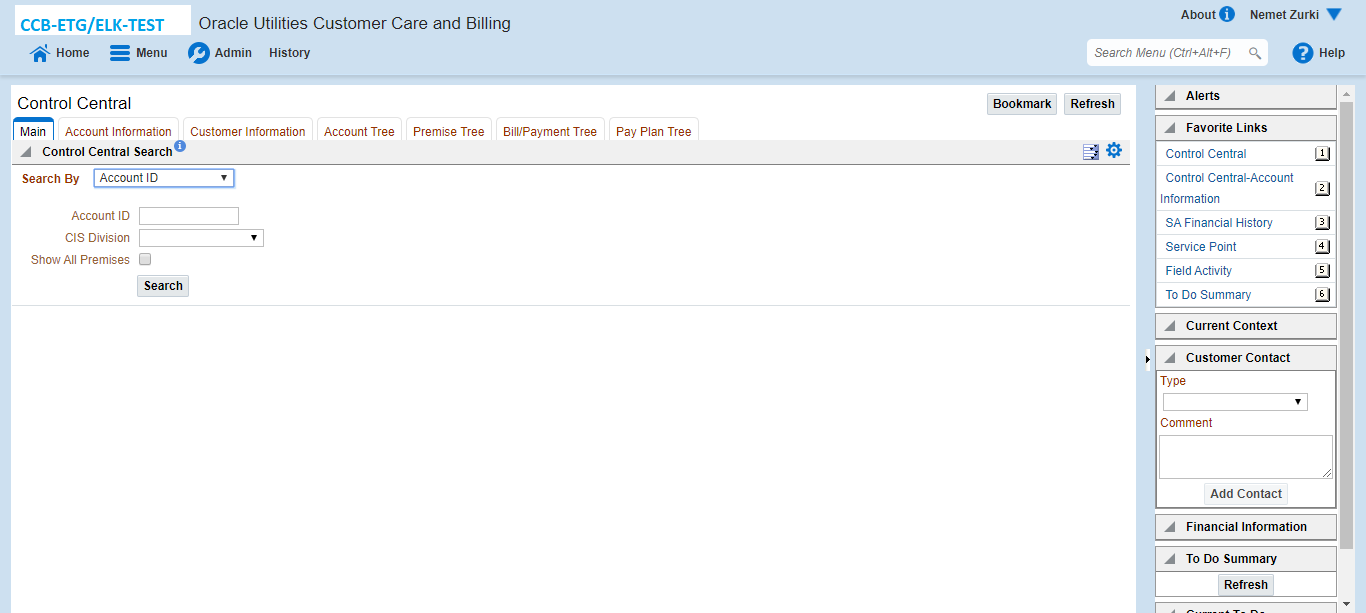 CCB-ETG/ELK-TEST
Oracle Utilities Customer Care and Billing
About
Nemet Zurki
Home
Menu
Admin
History
Search Menu (Ctrl+Alt+F)
Help
Control Central
Bookmark
Refresh
Main
Account Information
Customer Information
Account Tree
Premise Tree
Bill/Payment Tree
Pay Plan Tree
Control Central Search
Search By
Account ID
Account ID
CIS Division
Show All Premises
Search
Alerts
Favorite Links
Control Central 1
Control Central-Account
Information 2
SA Financial History 3
Service Point 4
Field Activity 5
To Do Summary 6
Current Context
Customer Contact
Type
Comment
Add Contact
Financial Information
To Do Summary
Refresh
Current To Do